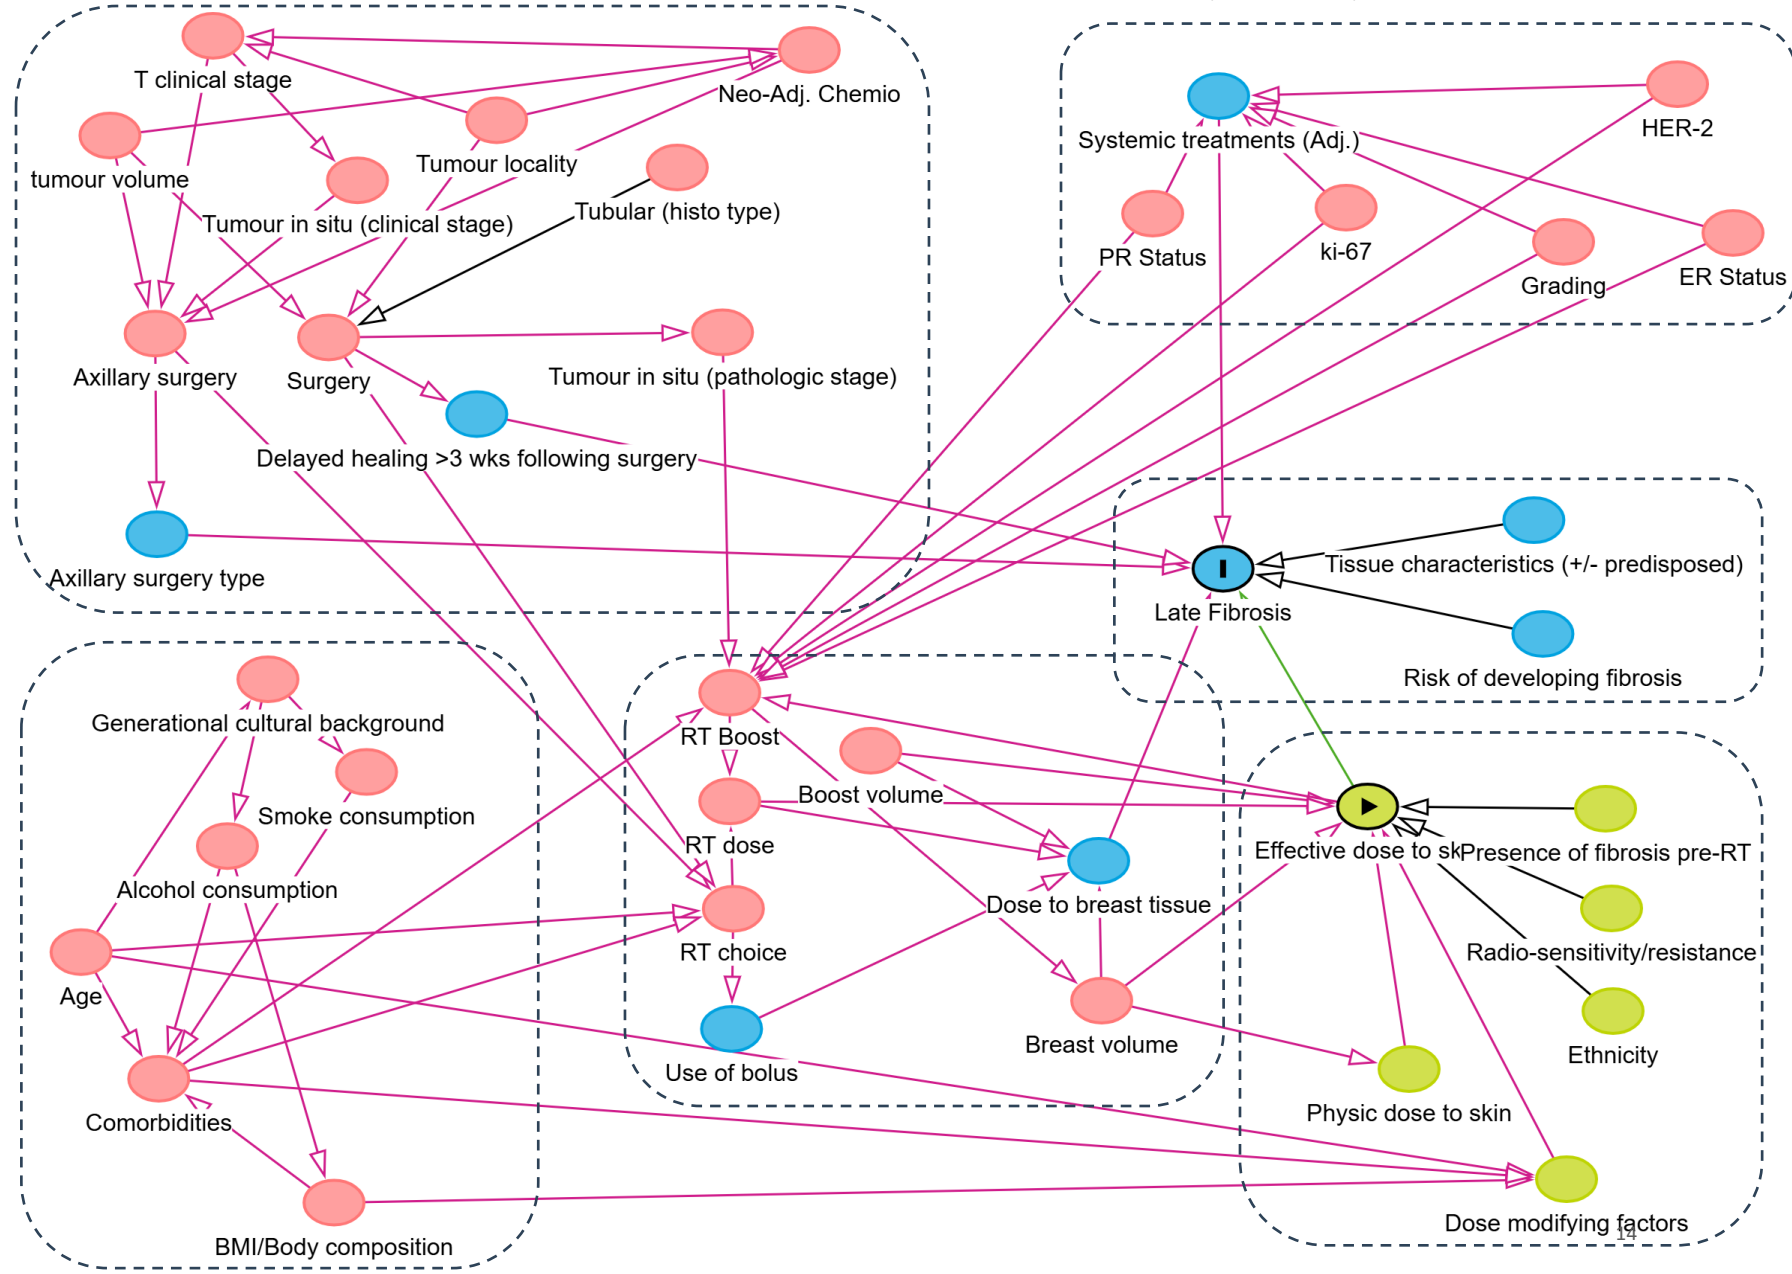 T clinical stage
Neo-Adj. Chemio
tumour volume
Tumour locality
Tumour in situ (clinical stage)
Tubular (histo type)
Axillary surgery
Surgery
Tumour in situ (pathologic stage)
Delayed healing >3 wks following surgery
Axillary surgery type
Systemic treatments (Adj.)
HER-2
PR Status
ki-67
Grading
ER Status
Late Fibrosis
Tissue characteristics (+/- predisposed)
Risk of developing fibrosis
Generational cultural background
Smoke consumption
Alcohol consumption
Age
Comorbidities
BMI/Body composition
RT Boost
Boost volume
RT dose
RT choice
Dose to breast tissue
Use of bolus
Breast volume
Effective dose to sk
Presence of fibrosis pre-RT
Radio-sensitivity/resistance
Ethnicity
Physic dose to skin
Dose modifying factors
14